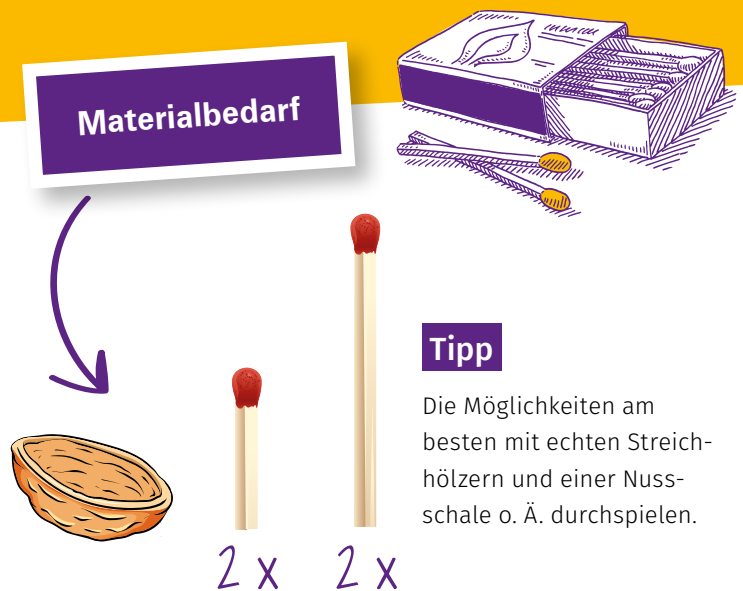 Materialbedarf
Tipp
Die Möglichkeiten am
besten mit echten Streich-
hölzern und einer Nuss-
schale o. Ä. durchspielen.
2 x 2 x